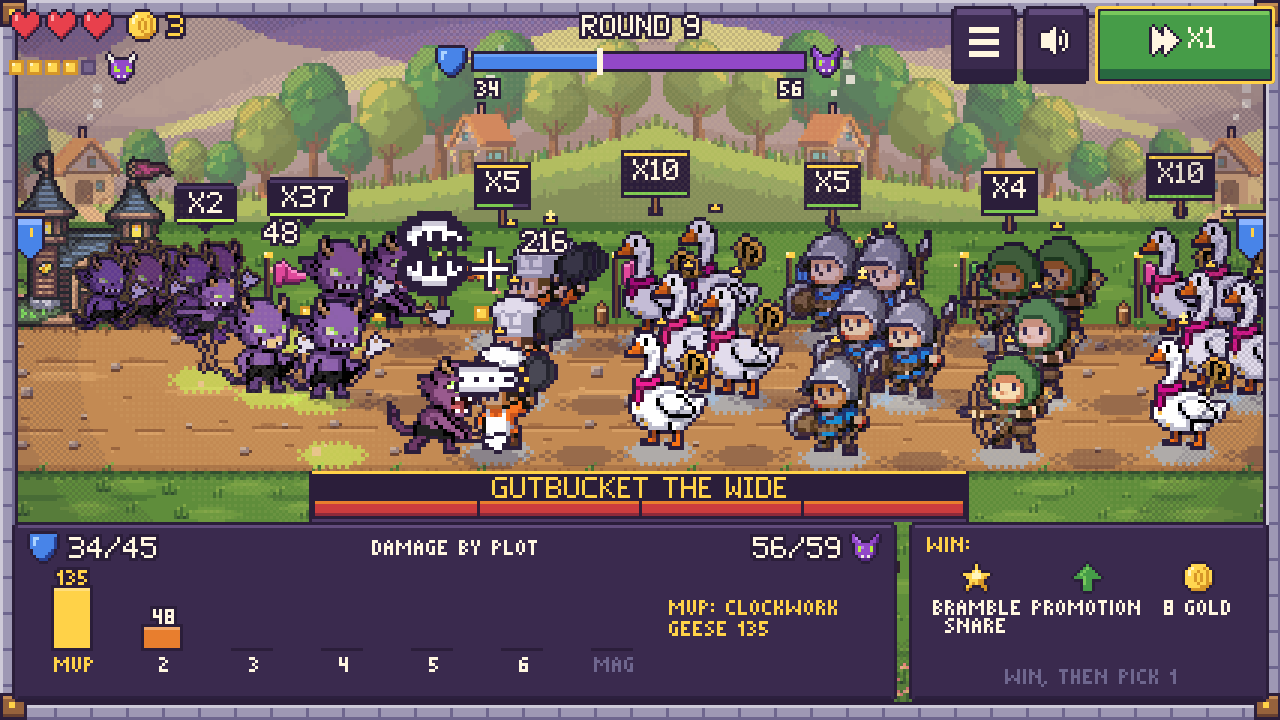 3
ROUND 9
X1
34
56
X2
X37
X5
X10
X5
X4
X10
48
216
GUTBUCKET THE WIDE
34/45
DAMAGE BY PLOT
56/59
WIN:
135
48
MVP: CLOCKWORK
GEESE 135
BRAMBLE
SNARE
PROMOTION
8 GOLD
MVP
2
3
4
5
6
MAG
WIN, THEN PICK 1